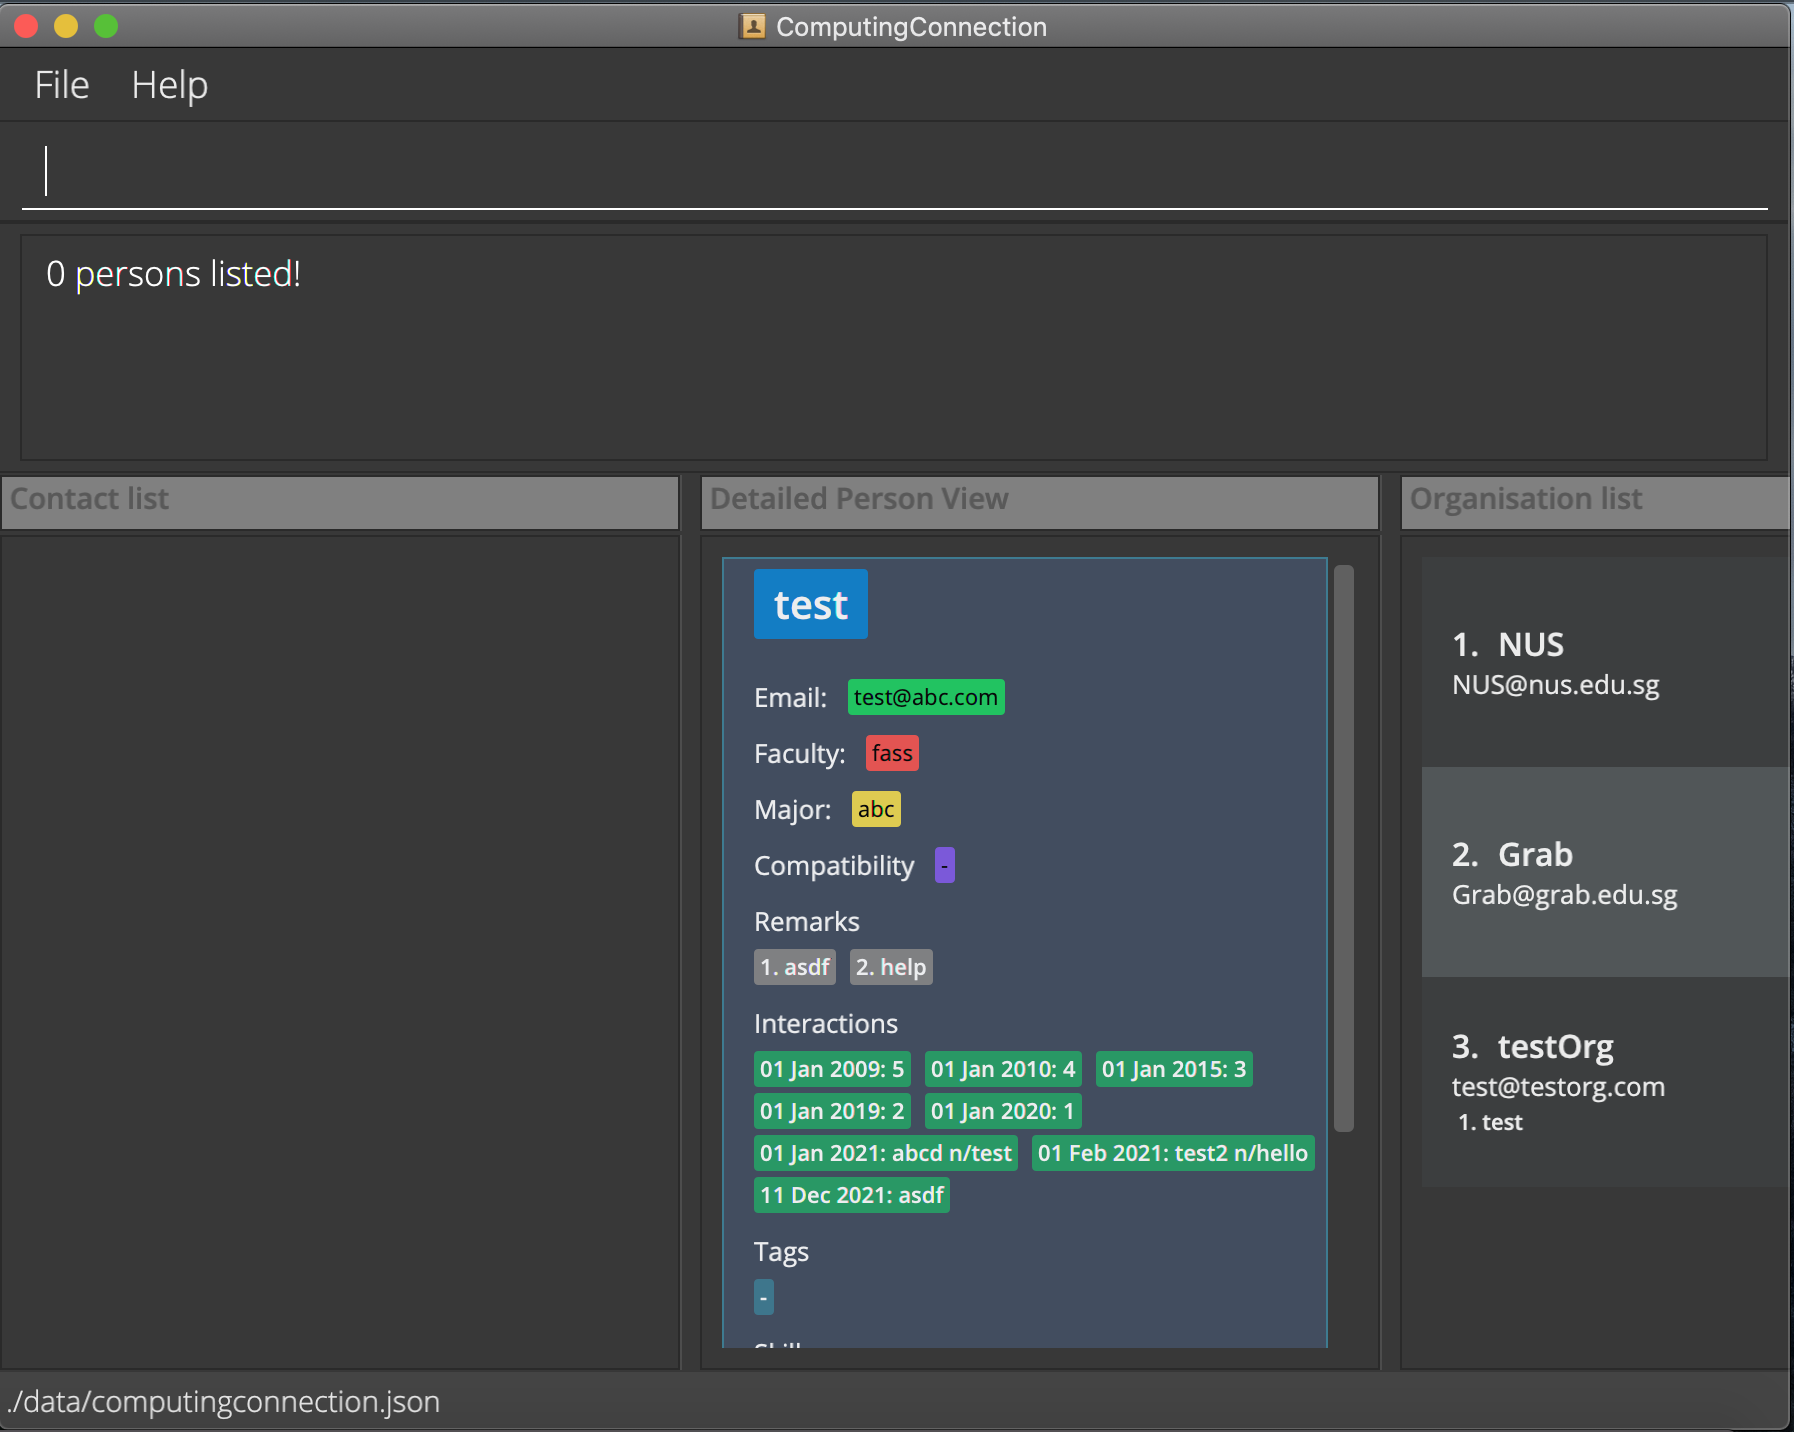 ComputingConnection
File Help
0 persons listed!
Contact list
Detailed Person View
test
Email: test@abc.com
Faculty: fass
Major: abc
Compatibility -
Remarks
1. asdf 2. help
Interactions
01 Jan 2009: 5 01 Jan 2010: 4 01 Jan 2015: 3
01 Jan 2019: 2 01 Jan 2020: 1
01 Jan 2021: abcd n/test 01 Feb 2021: test2 n/hello
11 Dec 2021: asdf
Tags
-
Organisation list
1. NUS
NUS@nus.edu.sg
2. Grab
Grab@grab.edu.sg
3. testOrg
test@testorg.com
1. test
./data/computingconnection.json